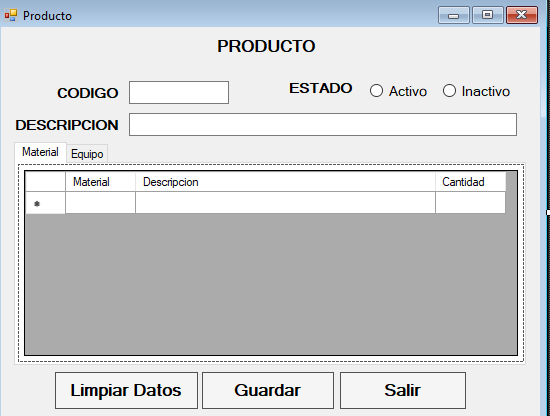 Producto
PRODUCTO
CODIGO
ESTADO Activo Inactivo
DESCRIPCION
Material Equipo
Material Descripcion Cantidad
*
Limpiar Datos Guardar Salir